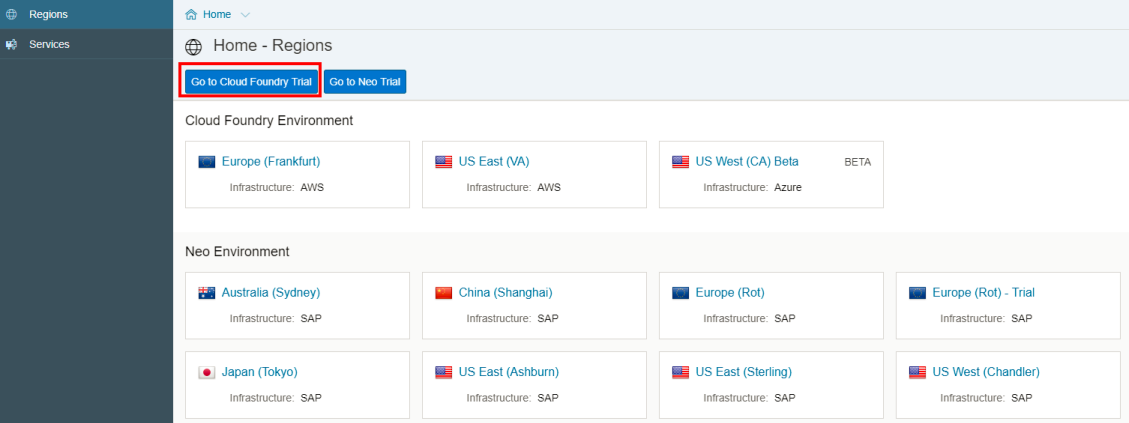 Regions
Services
Home
Home - Regions
Go to Cloud Foundry Trial Go to Neo Trial
Cloud Foundry Environment
Europe (Frankfurt)
Infrastructure: AWS
US East (VA)
Infrastructure: AWS
US West (CA) Beta BETA
Infrastructure: Azure
Neo Environment
Australia (Sydney)
Infrastructure: SAP
China (Shanghai)
Infrastructure: SAP
Europe (Rot)
Infrastructure: SAP
Europe (Rot) - Trial
Infrastructure: SAP
Japan (Tokyo)
Infrastructure: SAP
US East (Ashburn)
Infrastructure: SAP
US East (Sterling)
Infrastructure: SAP
US West (Chandler)
Infrastructure: SAP